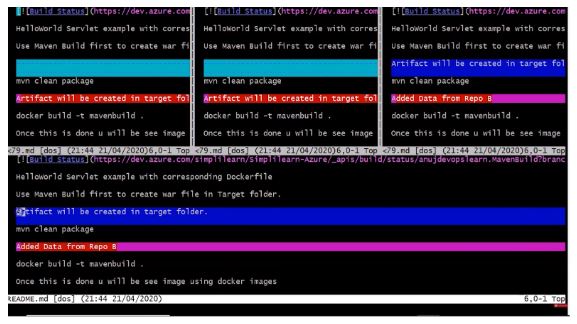 [![Build Status](https://dev.azure.com
HelloWorld Servlet example with corres
Use Maven Build first to create war fi
mvn clean package
Artifact will be created in target fol
docker build -t mavenbuild .
Once this is done u will be see image
<79.md [dos] (21:44 21/04/2020)6,0-1 Top
[![Build Status](https://dev.azure.com
HelloWorld Servlet example with corres
Use Maven Build first to create war fi
mvn clean package
Artifact will be created in target fol
docker build -t mavenbuild .
Once this is done u will be see image
<79.md [dos] (21:44 21/04/2020)6,0-1 Top
[![Build Status](https://dev.azure.com
HelloWorld Servlet example with corres
Use Maven Build first to create war fi
Artifact will be created in target fol
mvn clean package
Added Data from Repo B
docker build -t mavenbuild .
Once this is done u will be see image
<79.md [dos] (21:44 21/04/2020)6,0-1 Top
[![Build Status](https://dev.azure.com/simplilearn/Simplilearn-Azure/_apis/build/status/anujdevopslearn.MavenBuild?branc
HelloWorld Servlet example with corresponding Dockerfile
Use Maven Build first to create war file in Target folder.
Artifact will be created in target folder.
mvn clean package
Added Data from Repo B
docker build -t mavenbuild .
Once this is done u will be see image using docker images
README.md [dos] (21:44 21/04/2020) 6,0-1 Top